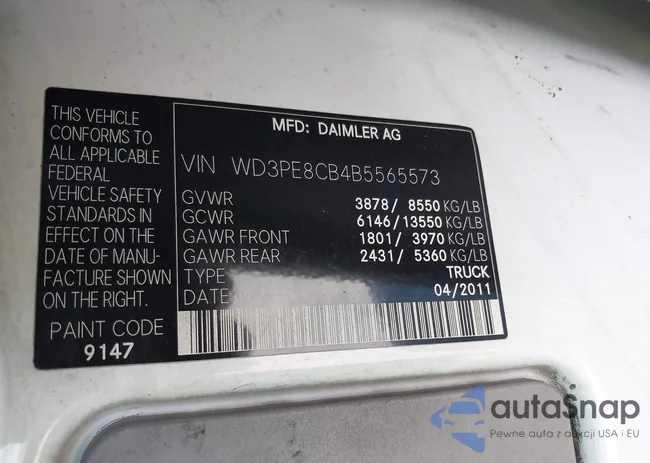 THIS VEHICLE
CONFORMS TO
ALL APPLICABLE
FEDERAL
VEHICLE SAFETY
STANDARDS IN
EFFECT ON THE
DATE OF MANU-
FACTURE SHOWN
ON THE RIGHT.
PAINT CODE
9147
MFD: DAIMLER AG
VIN WD3PE8CB4B5565573
GVWR 3878/ 8550 KG/LB
GCWR 6146/13550 KG/LB
GAWR FRONT 1801/ 3970 KG/LB
GAWR REAR 2431/ 5360 KG/LB
TYPE TRUCK
DATE 04/2011
autaSnap
Pewne auta z aukcji USA i EU